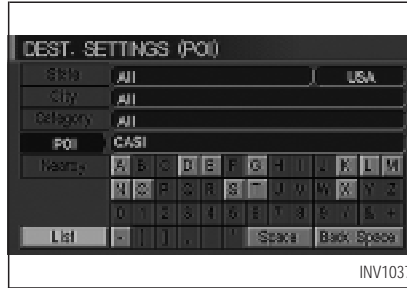 DEST. SETTINGS (POI)
State All USA
City All
Category All
POI CASI
Nearby A B C D E F G H I J K L M
N O P Q R S T U V W X Y Z
0 1 2 3 4 5 6 7 8 9 / & +
List - ( ) . , ' Space Back Space
INV1037